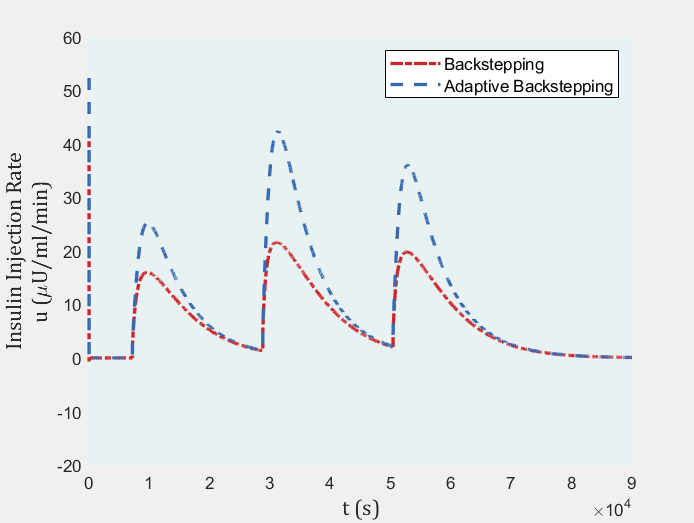 60
50
40
30
20
10
0
-10
-20
Insulin Injection Rate
u (μU/ml/min)
Backstepping
Adaptive Backstepping
0 1 2 3 4 5 6 7 8 9
×10⁴
t (s)